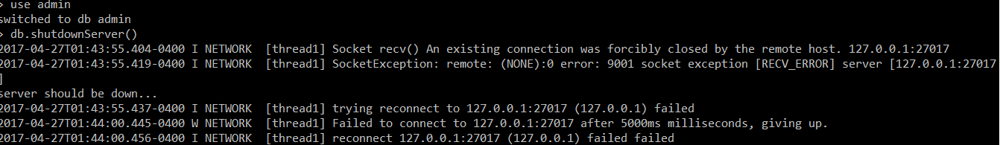 > use admin
switched to db admin
> db.shutdownServer()
2017-04-27T01:43:55.404-0400 I NETWORK  [thread1] Socket recv() An existing connection was forcibly closed by the remote host. 127.0.0.1:27017
2017-04-27T01:43:55.419-0400 I NETWORK  [thread1] SocketException: remote: (NONE):0 error: 9001 socket exception [RECV_ERROR] server [127.0.0.1:27017
]
server should be down...
2017-04-27T01:43:55.437-0400 I NETWORK  [thread1] trying reconnect to 127.0.0.1:27017 (127.0.0.1) failed
2017-04-27T01:44:00.445-0400 W NETWORK  [thread1] Failed to connect to 127.0.0.1:27017 after 5000ms milliseconds, giving up.
2017-04-27T01:44:00.456-0400 I NETWORK  [thread1] reconnect 127.0.0.1:27017 (127.0.0.1) failed failed